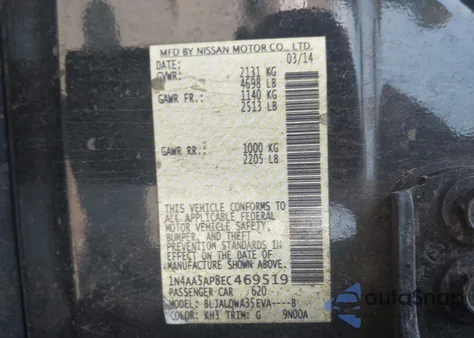 MFD BY NISSAN MOTOR CO., LTD.
DATE: 03/14
GVWR: 2131 KG
4698 LB
GAWR FR.: 1140 KG
2513 LB
GAWR RR.: 1000 KG
2205 LB
THIS VEHICLE CONFORMS TO
ALL APPLICABLE FEDERAL
MOTOR VEHICLE SAFETY,
BUMPER, AND THEFT
PREVENTION STANDARDS IN
EFFECT ON THE DATE OF
MANUFACTURE SHOWN ABOVE.
1N4AA5AP8EC469519
PASSENGER CAR 620
MODEL: BLJALQWA35EVA----B
COLOR: KH3 TRIM: G 9N00A
AutoSnap